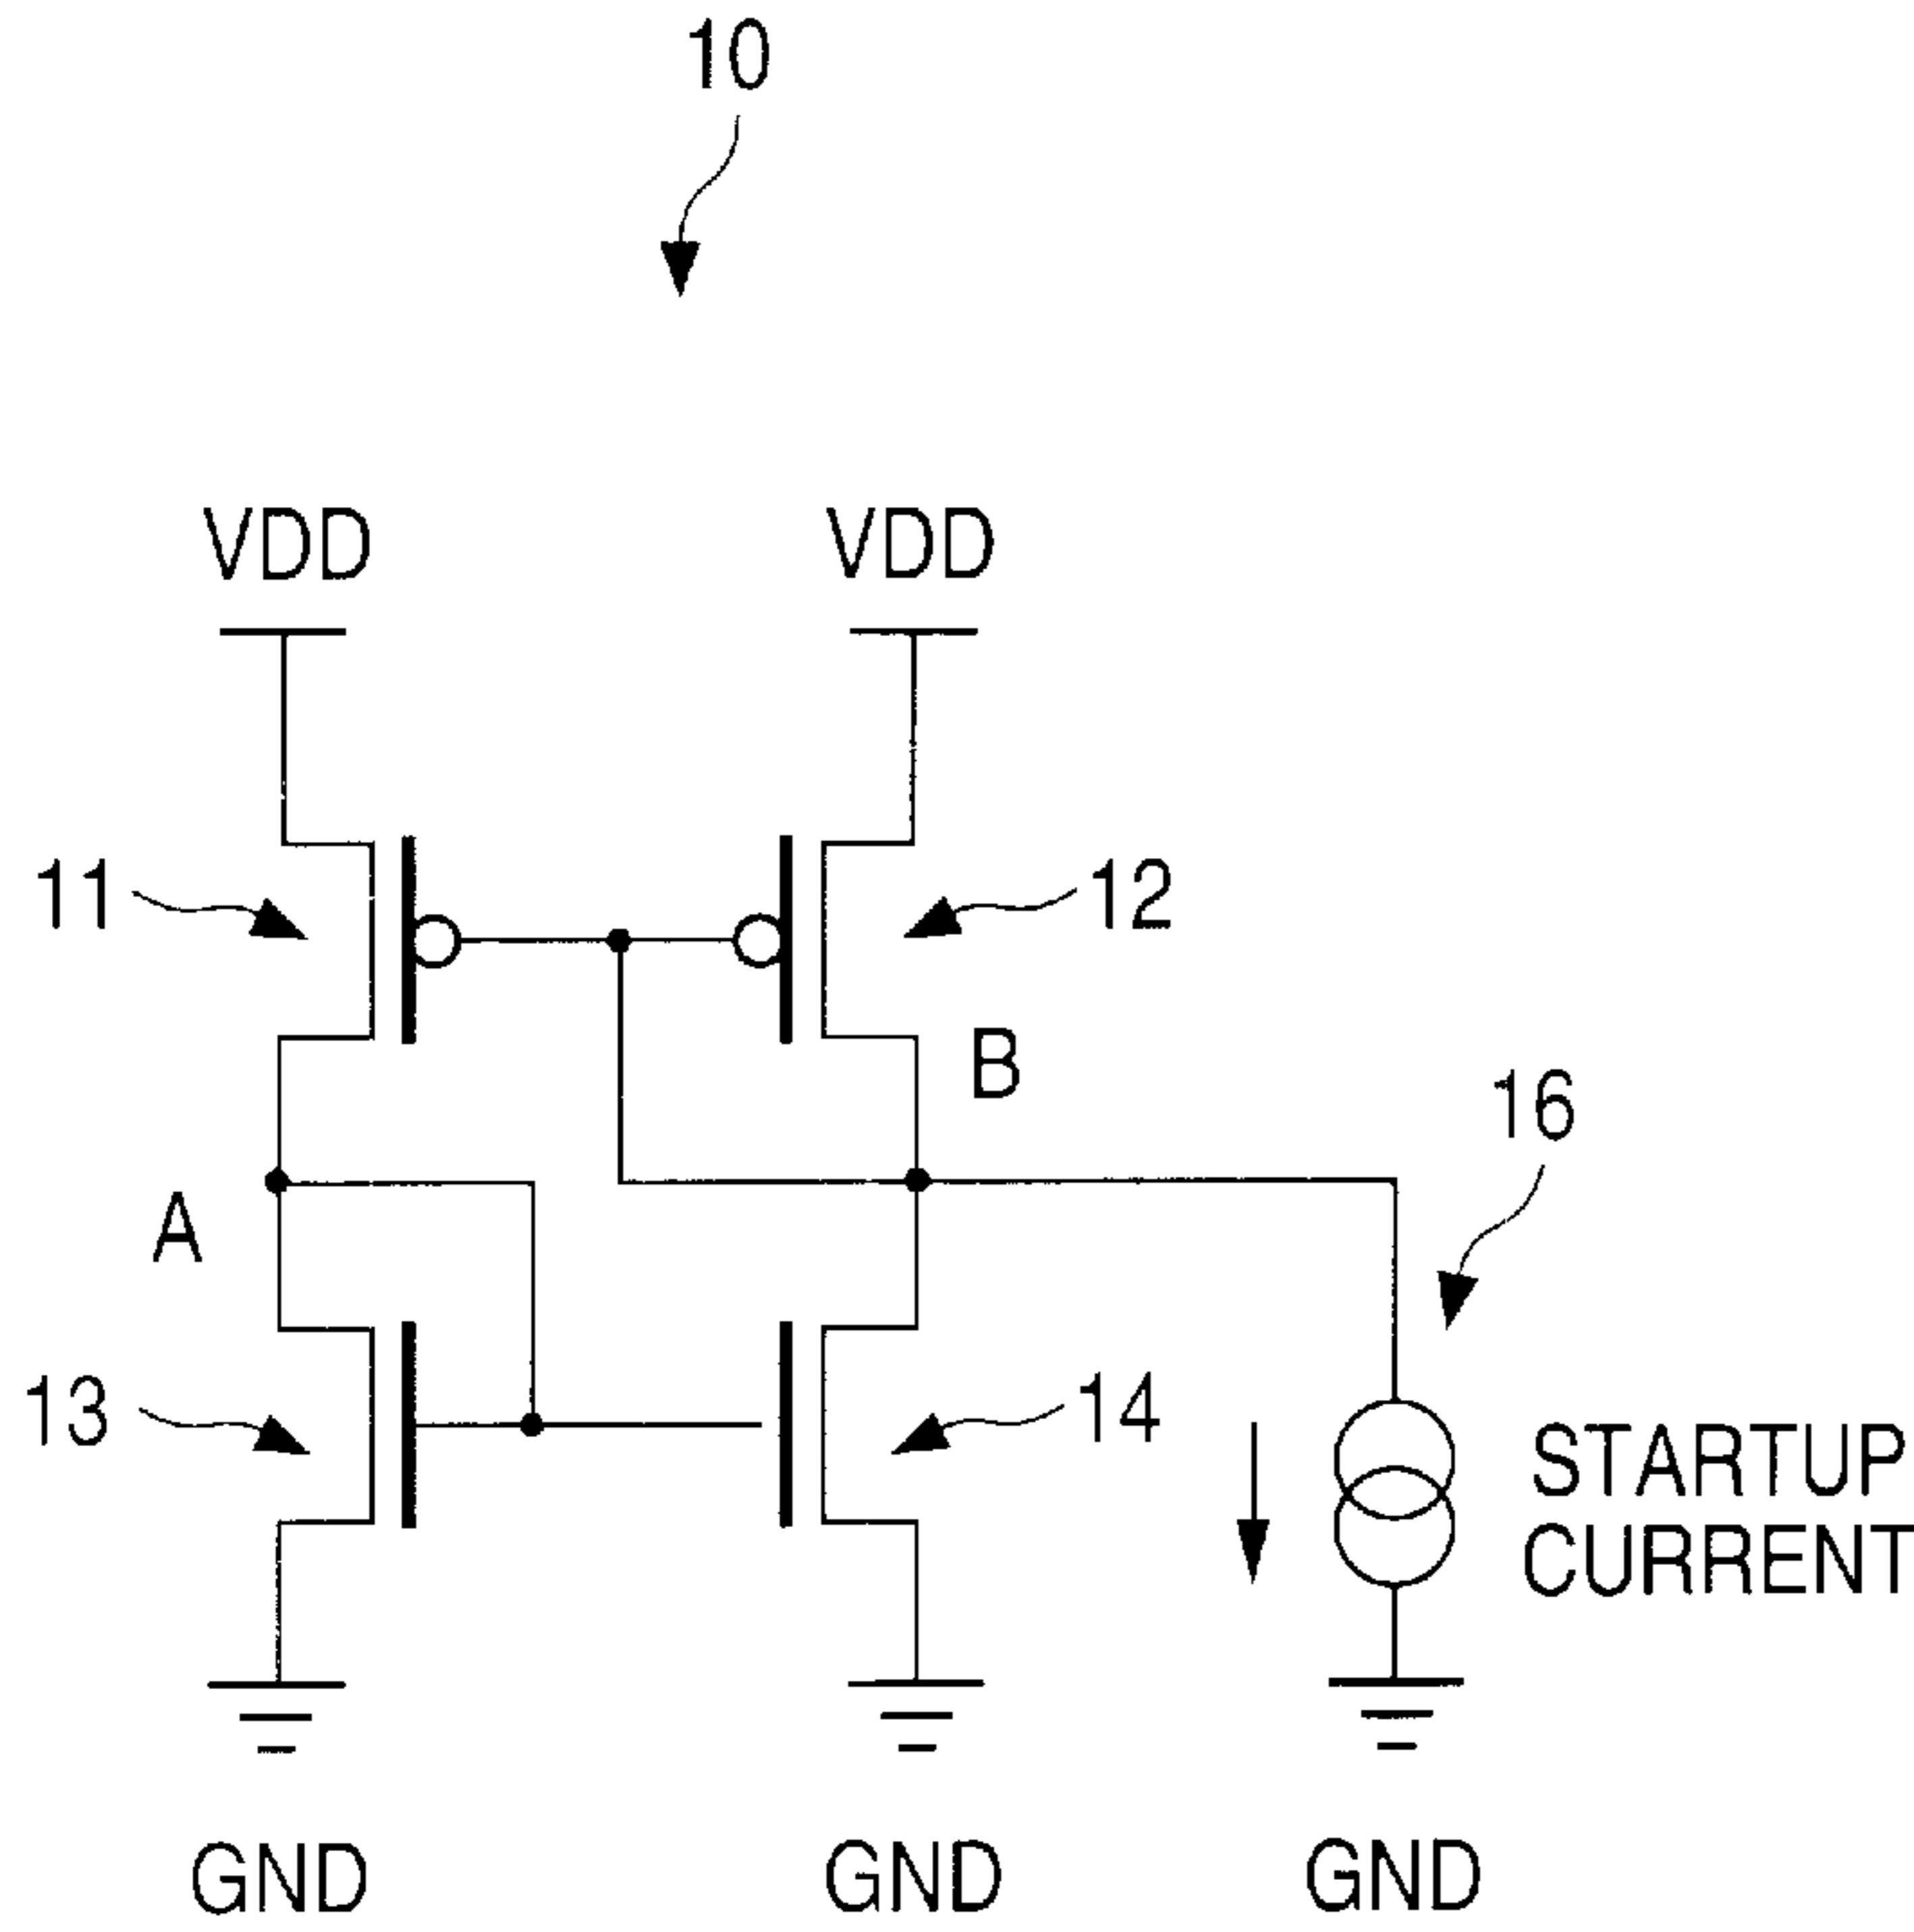 10
VDD VDD
11 12
B
16
A
13 14
STARTUP
CURRENT
GND GND GND